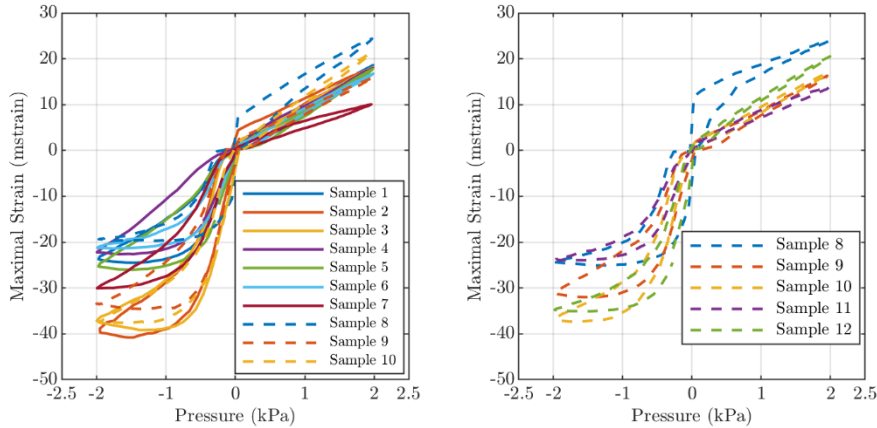 30
20
10
0
-10
-20
-30
-40
-50
Maximal Strain (mstrain)
-2.5
-2
-1
0
1
2
2.5
Pressure (kPa)
Sample 1
Sample 2
Sample 3
Sample 4
Sample 5
Sample 6
Sample 7
Sample 8
Sample 9
Sample 10
30
20
10
0
-10
-20
-30
-40
-50
Maximal Strain (mstrain)
-2.5
-2
-1
0
1
2
2.5
Pressure (kPa)
Sample 8
Sample 9
Sample 10
Sample 11
Sample 12